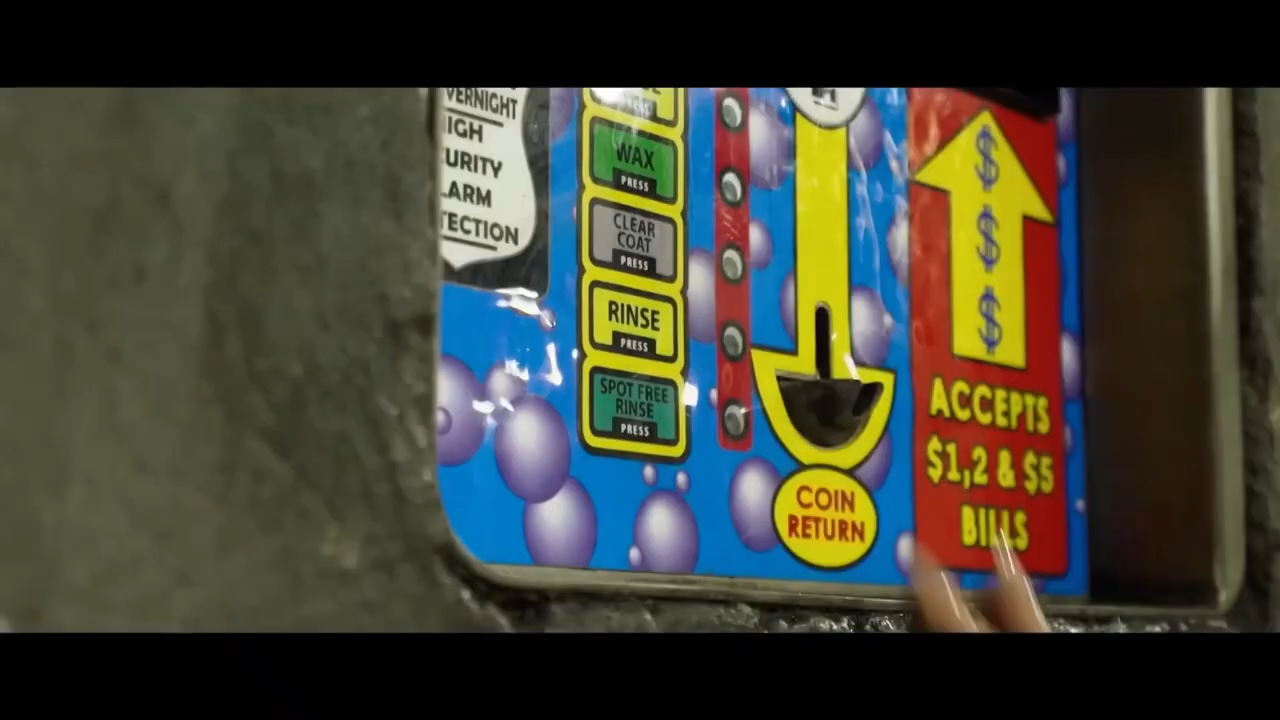 VERNIGHT
IGH
URITY
LARM
TECTION
WAX
PRESS
CLEAR
COAT
PRESS
RINSE
PRESS
SPOT FREE
RINSE
PRESS
COIN
RETURN
$
$
$
ACCEPTS
$1,2 & $5
BILLS